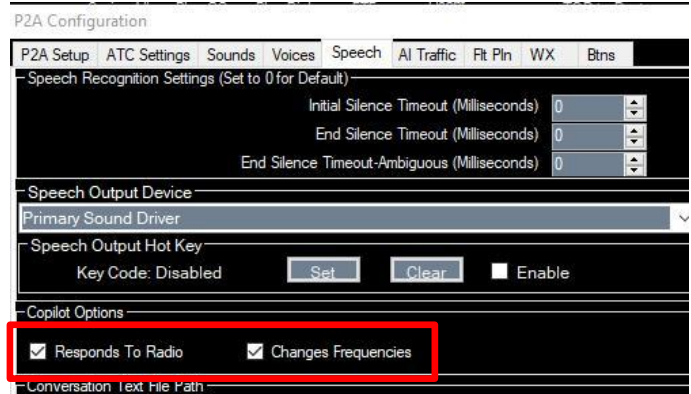 P2A Configuration
P2A Setup ATC Settings Sounds Voices Speech AI Traffic Flt Pln WX Btns
Speech Recognition Settings (Set to 0 for Default)
Initial Silence Timeout (Milliseconds) 0
End Silence Timeout (Milliseconds) 0
End Silence Timeout-Ambiguous (Milliseconds) 0
Speech Output Device
Primary Sound Driver
Speech Output Hot Key
Key Code: Disabled Set Clear Enable
Copilot Options
Responds To Radio Changes Frequencies
Conversation Text File Path